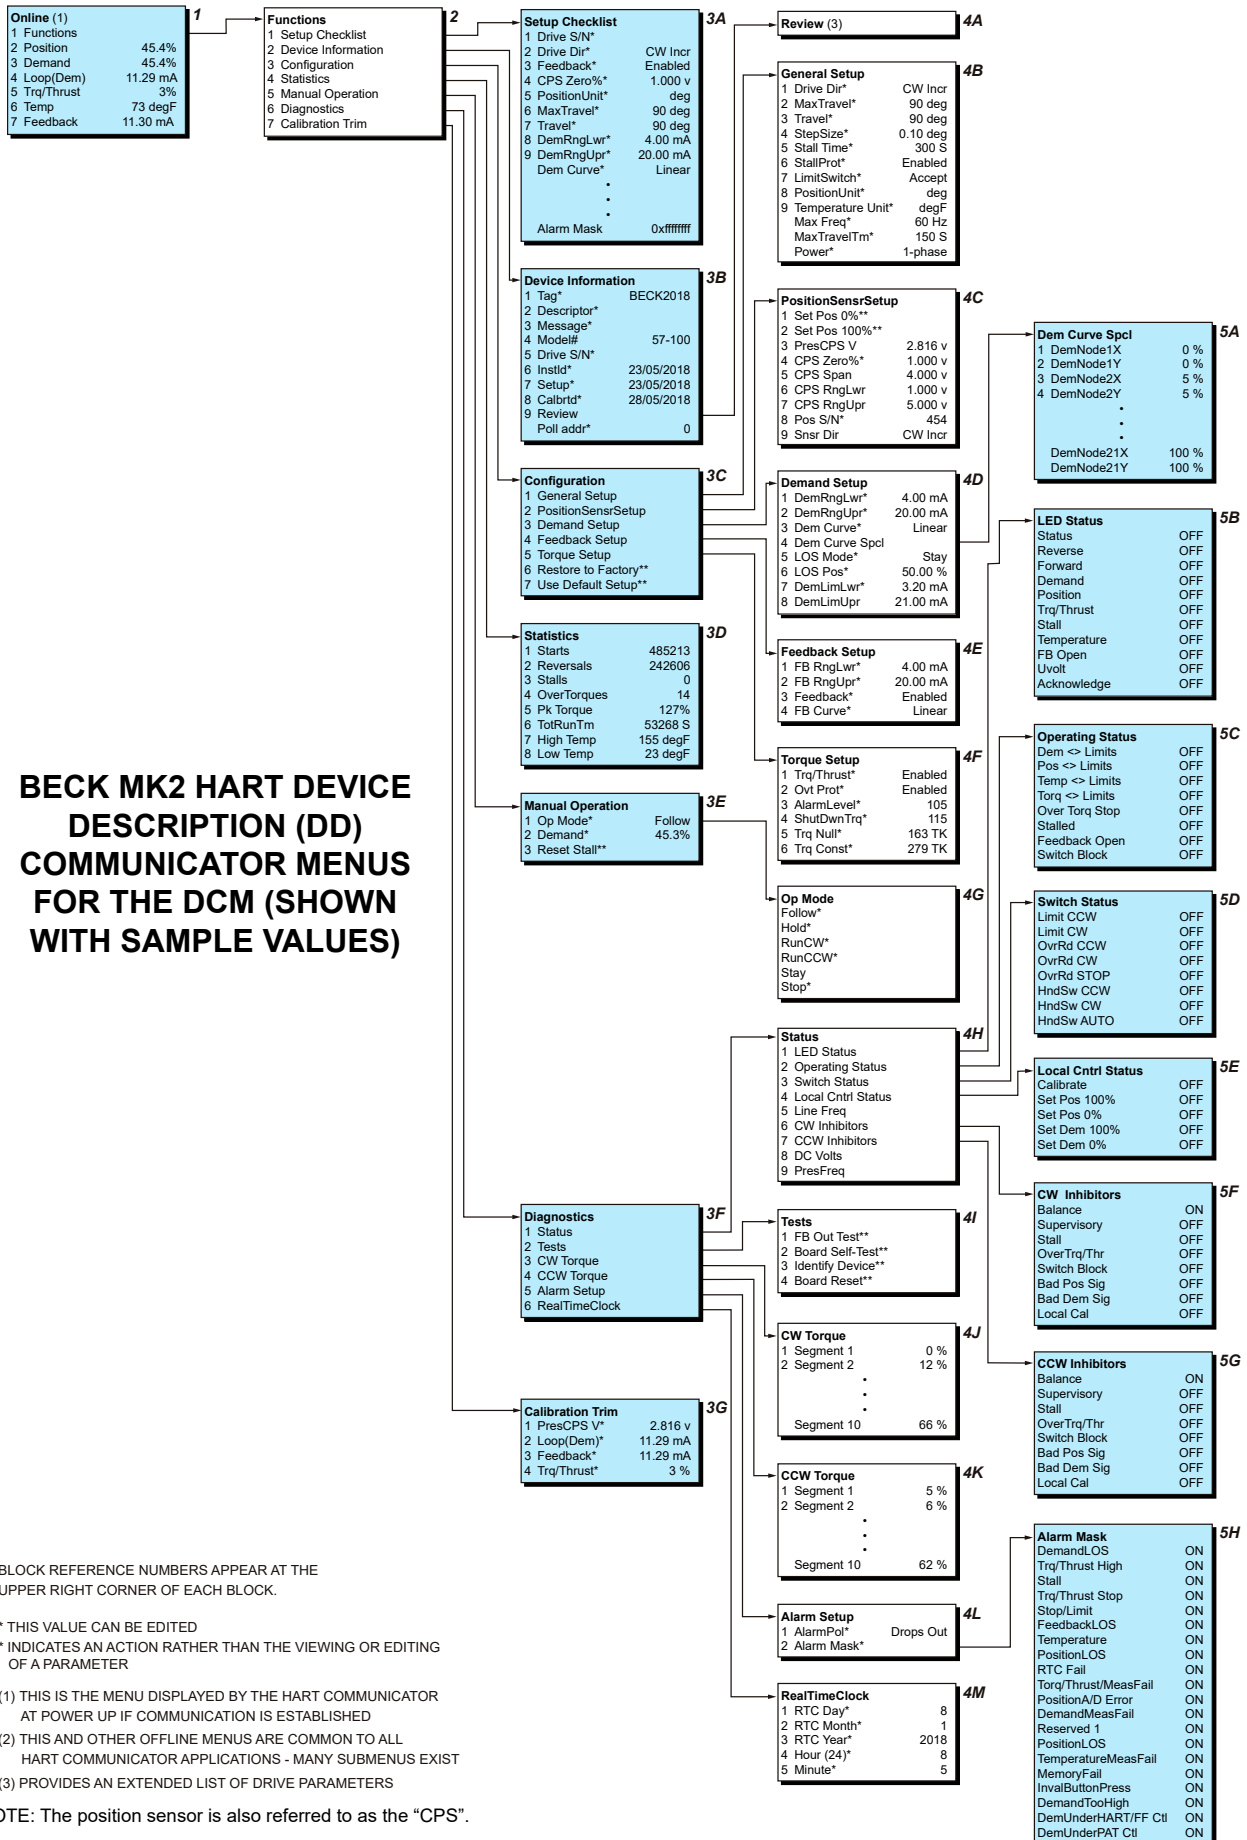 Online (1)
1 Functions
2 Position 45.4%
3 Demand 45.4%
4 Loop(Dem) 11.29 mA
5 Trq/Thrust 3%
6 Temp 73 degF
7 Feedback 11.30 mA
1
Functions
1 Setup Checklist
2 Device Information
3 Configuration
4 Statistics
5 Manual Operation
6 Diagnostics
7 Calibration Trim
2
Setup Checklist
1 Drive S/N*
2 Drive Dir* CW Incr
3 Feedback* Enabled
4 CPS Zero%* 1.000 v
5 PositionUnit* deg
6 MaxTravel* 90 deg
7 Travel* 90 deg
8 DemRngLwr* 4.00 mA
9 DemRngUpr* 20.00 mA
Dem Curve* Linear
•
•
•
Alarm Mask 0xffffffff
3A
Device Information
1 Tag* BECK2018
2 Descriptor*
3 Message*
4 Model# 57-100
5 Drive S/N*
6 Instld* 23/05/2018
7 Setup* 23/05/2018
8 Calbrtd* 28/05/2018
9 Review
Poll addr* 0
3B
Configuration
1 General Setup
2 PositionSensrSetup
3 Demand Setup
4 Feedback Setup
5 Torque Setup
6 Restore to Factory**
7 Use Default Setup**
3C
Statistics
1 Starts 485213
2 Reversals 242606
3 Stalls 0
4 OverTorques 14
5 Pk Torque 127%
6 TotRunTm 53268 S
7 High Temp 155 degF
8 Low Temp 23 degF
3D
Manual Operation
1 Op Mode* Follow
2 Demand* 45.3%
3 Reset Stall**
3E
Diagnostics
1 Status
2 Tests
3 CW Torque
4 CCW Torque
5 Alarm Setup
6 RealTimeClock
3F
Calibration Trim
1 PresCPS V* 2.816 v
2 Loop(Dem)* 11.29 mA
3 Feedback* 11.29 mA
4 Trq/Thrust* 3 %
3G
Review (3)
4A
General Setup
1 Drive Dir* CW Incr
2 MaxTravel* 90 deg
3 Travel* 90 deg
4 StepSize* 0.10 deg
5 Stall Time* 300 S
6 StallProt* Enabled
7 LimitSwitch* Accept
8 PositionUnit* deg
9 Temperature Unit* degF
Max Freq* 60 Hz
MaxTravelTm* 150 S
Power* 1-phase
4B
PositionSensrSetup
1 Set Pos 0%**
2 Set Pos 100%**
3 PresCPS V 2.816 v
4 CPS Zero%* 1.000 v
5 CPS Span 4.000 v
6 CPS RngLwr 1.000 v
7 CPS RngUpr 5.000 v
8 Pos S/N* 454
9 Snsr Dir CW Incr
4C
Demand Setup
1 DemRngLwr* 4.00 mA
2 DemRngUpr* 20.00 mA
3 Dem Curve* Linear
4 Dem Curve Spcl
5 LOS Mode* Stay
6 LOS Pos* 50.00 %
7 DemLimLwr* 3.20 mA
8 DemLimUpr 21.00 mA
4D
Feedback Setup
1 FB RngLwr* 4.00 mA
2 FB RngUpr* 20.00 mA
3 Feedback* Enabled
4 FB Curve* Linear
4E
Torque Setup
1 Trq/Thrust* Enabled
2 Ovt Prot* Enabled
3 AlarmLevel* 105
4 ShutDwnTrq* 115
5 Trq Null* 163 TK
6 Trq Const* 279 TK
4F
Op Mode
Follow*
Hold*
RunCW*
RunCCW*
Stay
Stop*
4G
Status
1 LED Status
2 Operating Status
3 Switch Status
4 Local Cntrl Status
5 Line Freq
6 CW Inhibitors
7 CCW Inhibitors
8 DC Volts
9 PresFreq
4H
Tests
1 FB Out Test**
2 Board Self-Test**
3 Identify Device**
4 Board Reset**
4I
CW Torque
1 Segment 1 0 %
2 Segment 2 12 %
•
•
•
Segment 10 66 %
4J
CCW Torque
1 Segment 1 5 %
2 Segment 2 6 %
•
•
•
Segment 10 62 %
4K
Alarm Setup
1 AlarmPol* Drops Out
2 Alarm Mask*
4L
RealTimeClock
1 RTC Day* 8
2 RTC Month* 1
3 RTC Year* 2018
4 Hour (24)* 8
5 Minute* 5
4M
Dem Curve Spcl
1 DemNode1X 0 %
2 DemNode1Y 0 %
3 DemNode2X 5 %
4 DemNode2Y 5 %
•
•
•
DemNode21X 100 %
DemNode21Y 100 %
5A
LED Status
Status OFF
Reverse OFF
Forward OFF
Demand OFF
Position OFF
Trq/Thrust OFF
Stall OFF
Temperature OFF
FB Open OFF
Uvolt OFF
Acknowledge OFF
5B
Operating Status
Dem <> Limits OFF
Pos <> Limits OFF
Temp <> Limits OFF
Torq <> Limits OFF
Over Torq Stop OFF
Stalled OFF
Feedback Open OFF
Switch Block OFF
5C
Switch Status
Limit CCW OFF
Limit CW OFF
OvrRd CCW OFF
OvrRd CW OFF
OvrRd STOP OFF
HndSw CCW OFF
HndSw CW OFF
HndSw AUTO OFF
5D
Local Cntrl Status
Calibrate OFF
Set Pos 100% OFF
Set Pos 0% OFF
Set Dem 100% OFF
Set Dem 0% OFF
5E
CW Inhibitors
Balance ON
Supervisory OFF
Stall OFF
OverTrq/Thr OFF
Switch Block OFF
Bad Pos Sig OFF
Bad Dem Sig OFF
Local Cal OFF
5F
CCW Inhibitors
Balance ON
Supervisory OFF
Stall OFF
OverTrq/Thr OFF
Switch Block OFF
Bad Pos Sig OFF
Bad Dem Sig OFF
Local Cal OFF
5G
Alarm Mask
DemandLOS ON
Trq/Thrust High ON
Stall ON
Trq/Thrust Stop ON
Stop/Limit ON
FeedbackLOS ON
Temperature ON
PositionLOS ON
RTC Fail ON
Torq/Thrust/MeasFail ON
PositionA/D Error ON
DemandMeasFail ON
Reserved 1 ON
PositionLOS ON
TemperatureMeasFail ON
MemoryFail ON
InvalButtonPress ON
DemandTooHigh ON
DemUnderHART/FF Ctl ON
DemUnderPAT Ctl ON
5H
BECK MK2 HART DEVICE
DESCRIPTION (DD)
COMMUNICATOR MENUS
FOR THE DCM (SHOWN
WITH SAMPLE VALUES)
BLOCK REFERENCE NUMBERS APPEAR AT THE
UPPER RIGHT CORNER OF EACH BLOCK.
* THIS VALUE CAN BE EDITED
* INDICATES AN ACTION RATHER THAN THE VIEWING OR EDITING
OF A PARAMETER
(1) THIS IS THE MENU DISPLAYED BY THE HART COMMUNICATOR
AT POWER UP IF COMMUNICATION IS ESTABLISHED
(2) THIS AND OTHER OFFLINE MENUS ARE COMMON TO ALL
HART COMMUNICATOR APPLICATIONS - MANY SUBMENUS EXIST
(3) PROVIDES AN EXTENDED LIST OF DRIVE PARAMETERS
OTE: The position sensor is also referred to as the “CPS”.